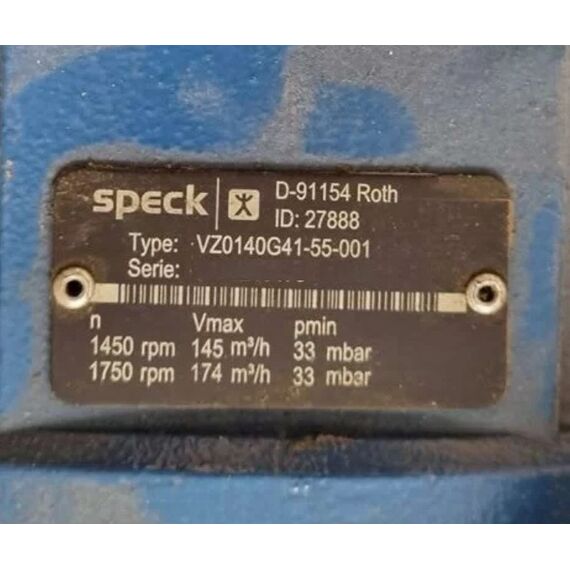 speck
D-91154 Roth
ID: 27888
Type: VZ0140G41-55-001
Serie:
n Vmax pmin
1450 rpm 145 m³/h 33 mbar
1750 rpm 174 m³/h 33 mbar